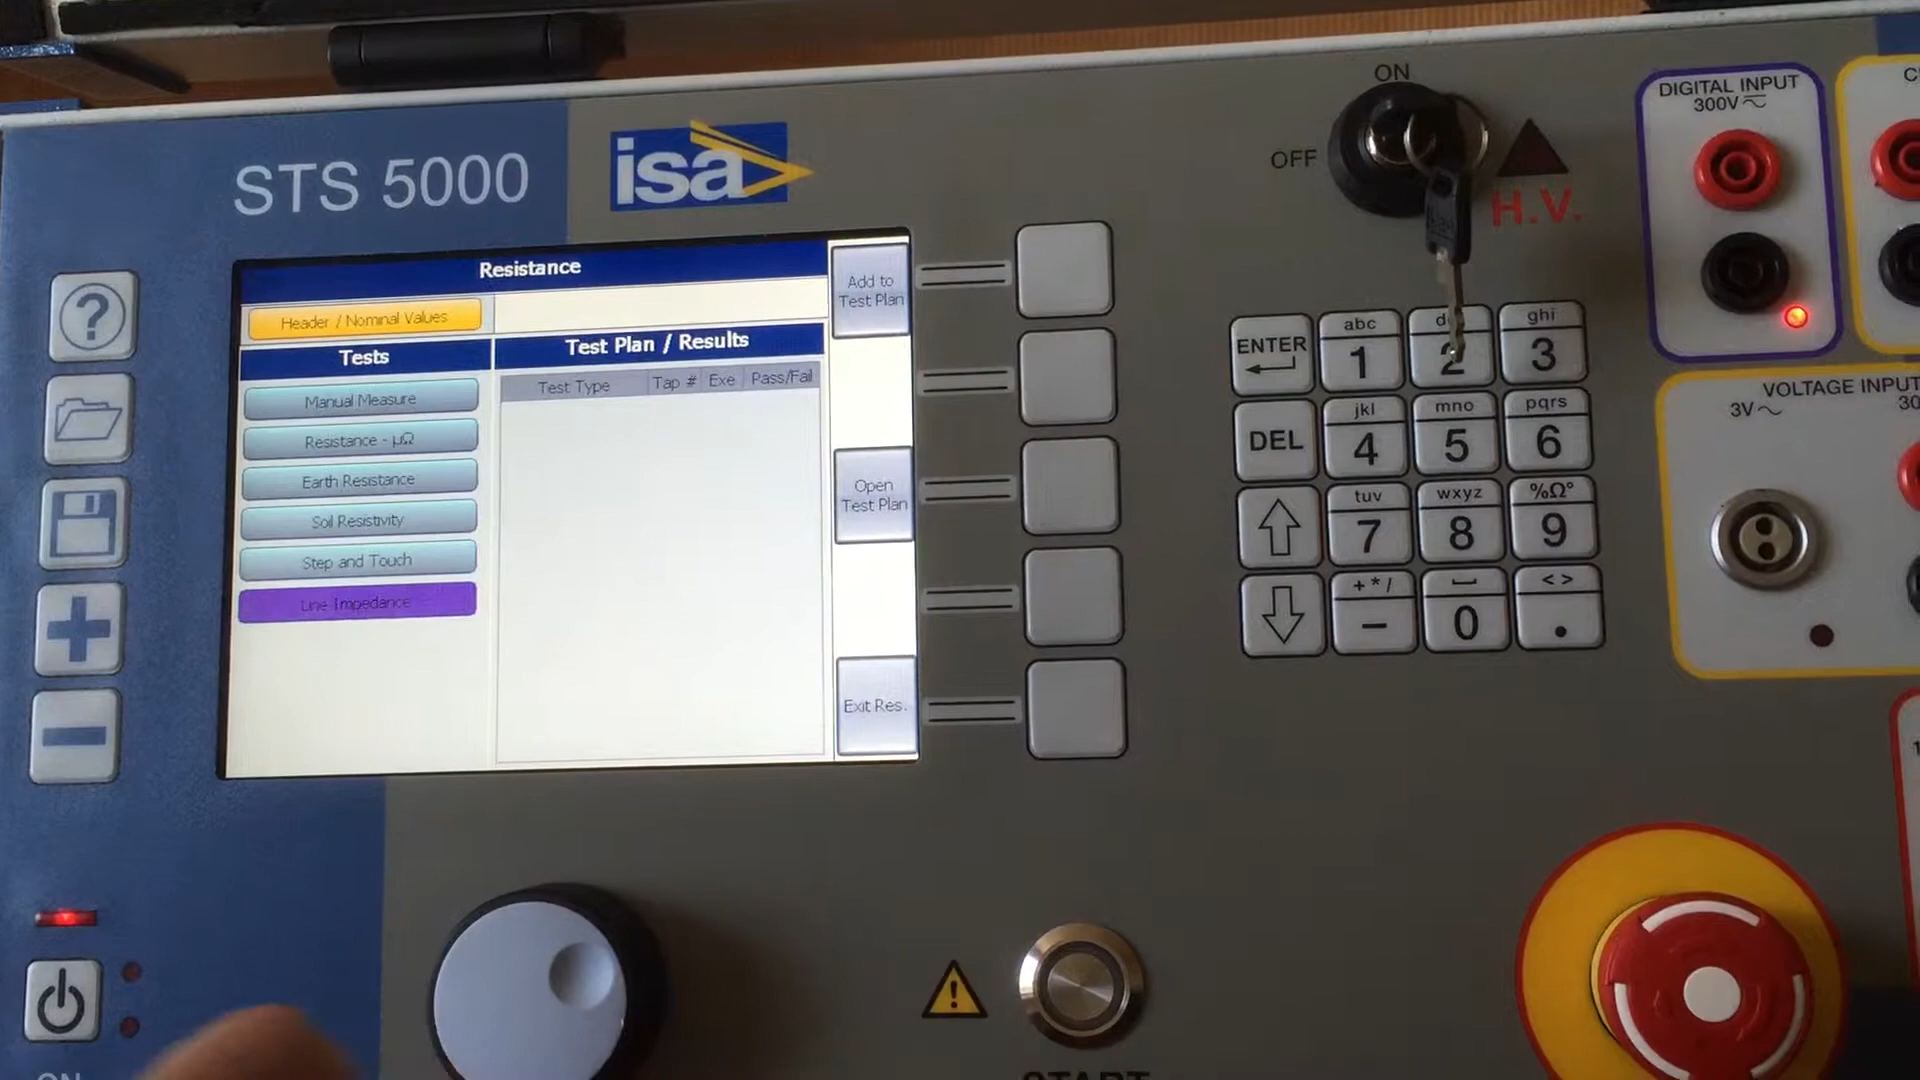 STS 5000
isa
Resistance
Header / Nominal Values
Tests
Manual Measure
Resistance - µΩ
Earth Resistance
Soil Resistivity
Step and Touch
Line Impedance
Test Plan / Results
Test Type Tap # Exe Pass/Fail
Add to
Test Plan
Open
Test Plan
Exit Res.
ON
OFF
H.V.
ENTER
abc
1
2
ghi
3
DEL
jkl
4
mno
5
pqrs
6
tuv
7
wxyz
8
%Ω°
9
+ * /
–
0
< >
.
DIGITAL INPUT
300V
VOLTAGE INPUT
3V
START
ON